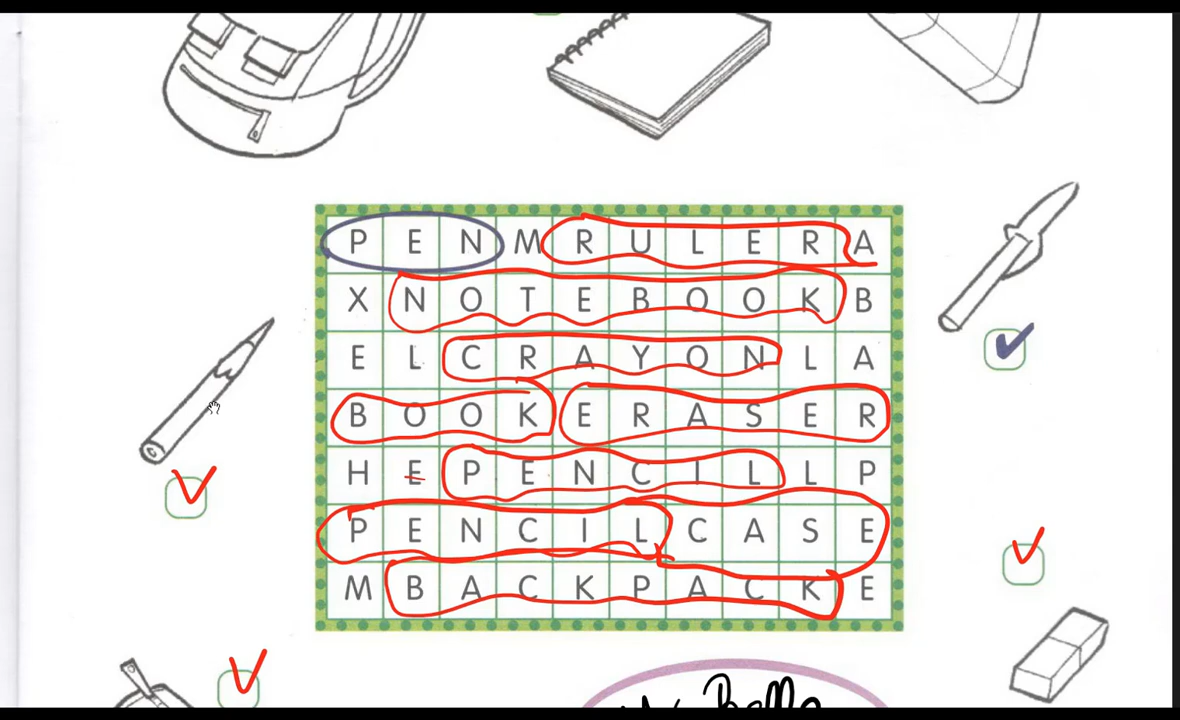 P E N M R U L E R A
X N O T E B O O K B
E L C R A Y O N L A
B O O K E R A S E R
H E P E N C I L L P
P E N C I L C A S E
M B A C K P A C K E